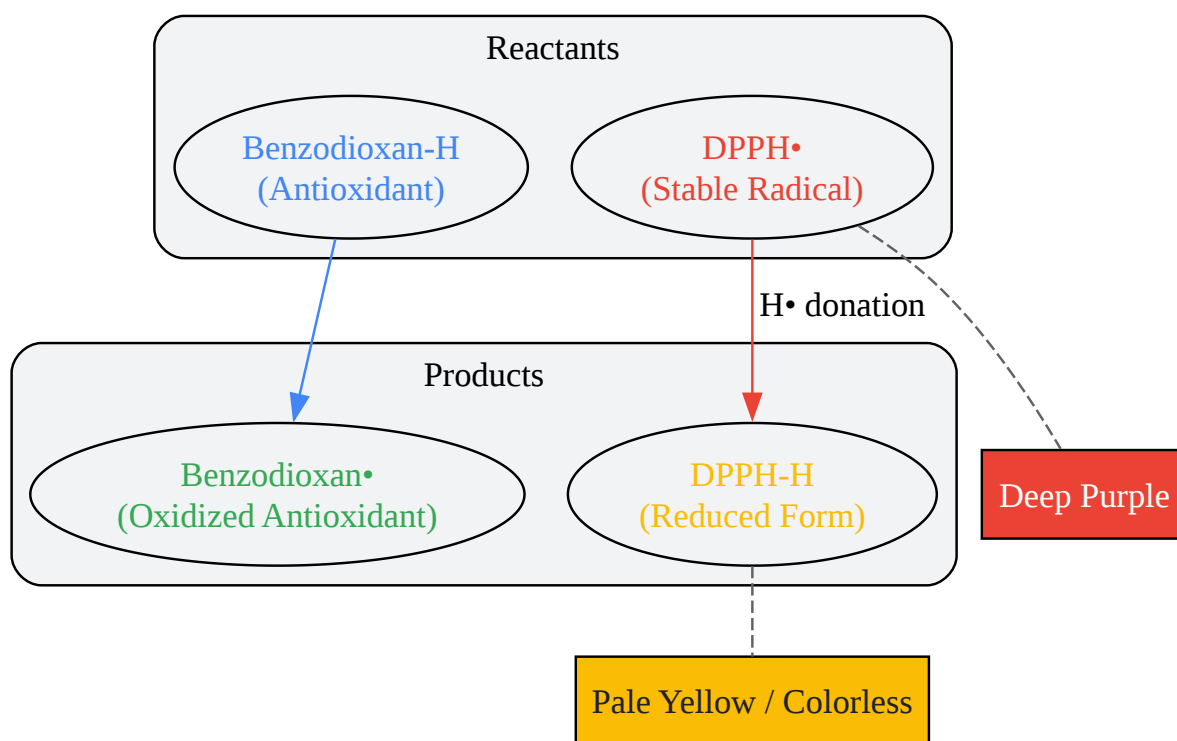 Reactants
Benzodioxan-H
(Antioxidant)
DPPH•
(Stable Radical)
H• donation
Products
Benzodioxan•
(Oxidized Antioxidant)
DPPH-H
(Reduced Form)
Deep Purple
Pale Yellow / Colorless